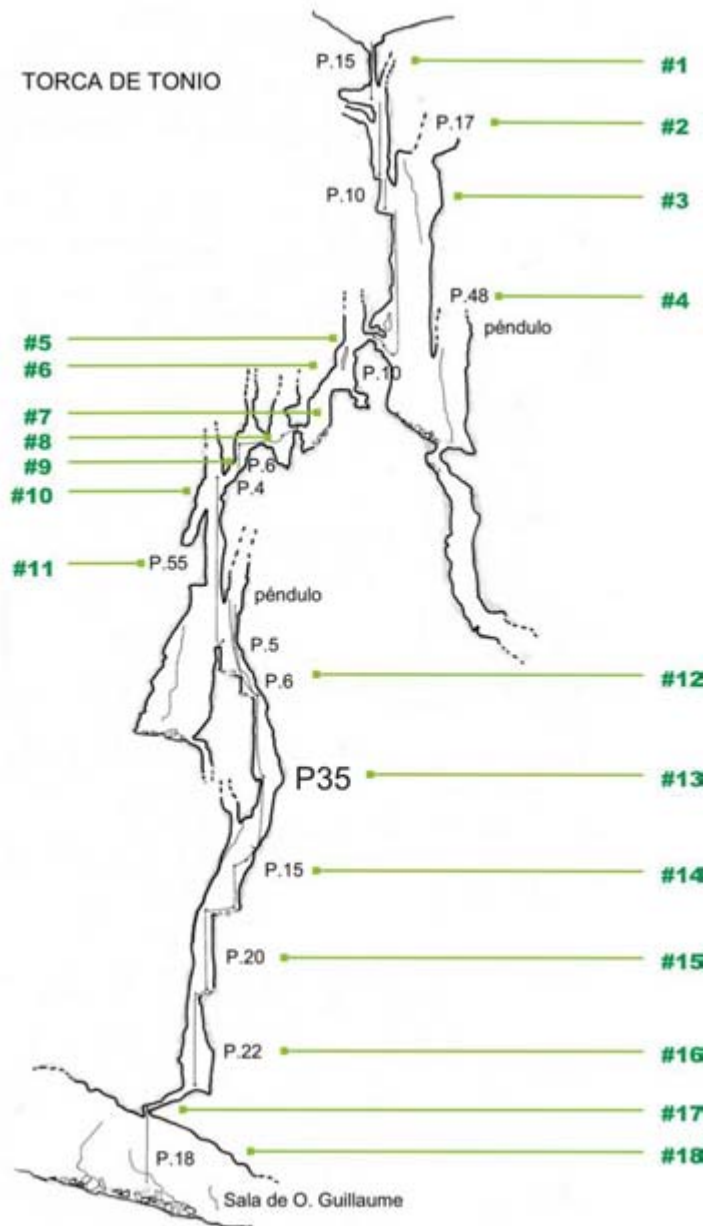 P.15
#1
TORCA DE TONIO
P.17
#2
P.10
#3
P.48
#4
péndulo
#5
#6
P.10
#7
#8
#9
P.6
P.4
#10
#11
P.55
péndulo
P.5
P.6
#12
P35
#13
P.15
#14
P.20
#15
P.22
#16
#17
P.18
#18
Sala de O. Guillaume